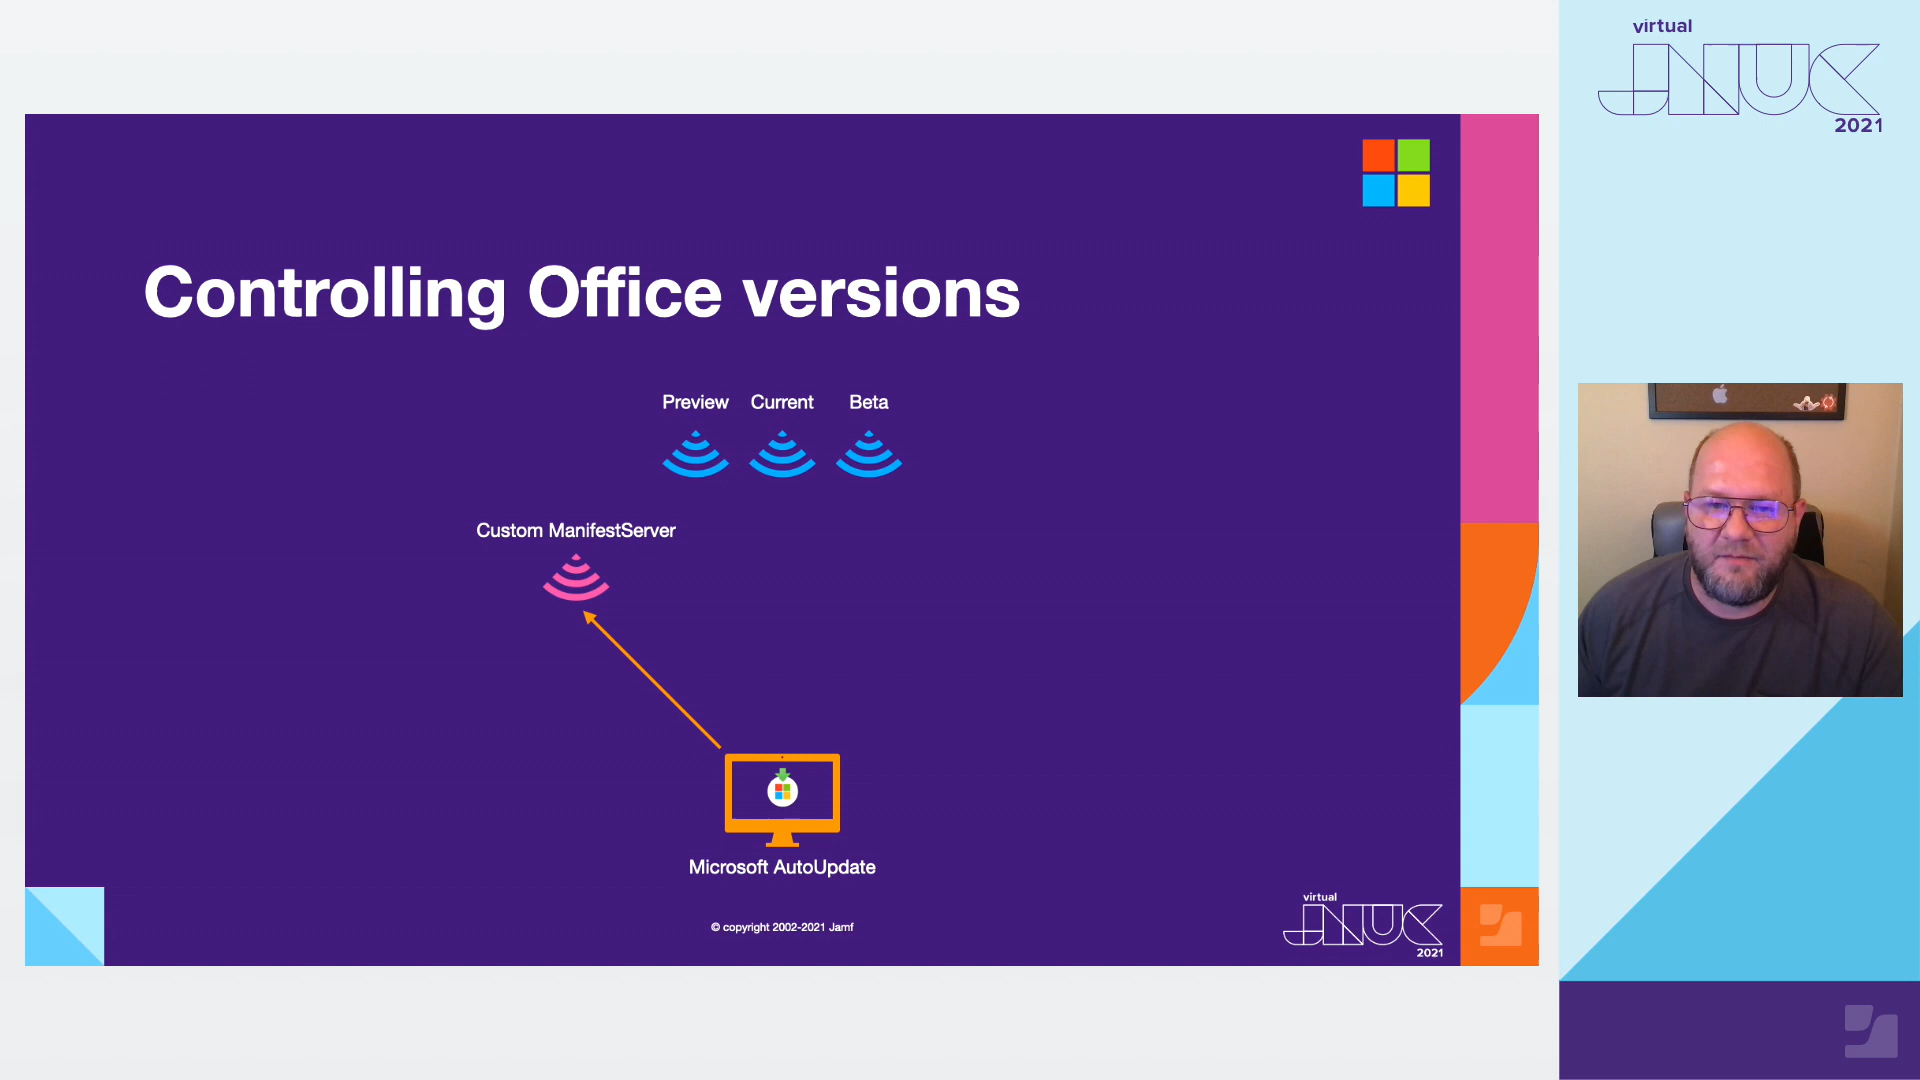 virtual
JNUC
2021
Controlling Office versions
Preview Current Beta
Custom ManifestServer
Microsoft AutoUpdate
© copyright 2002-2021 Jamf
virtual
JNUC
2021